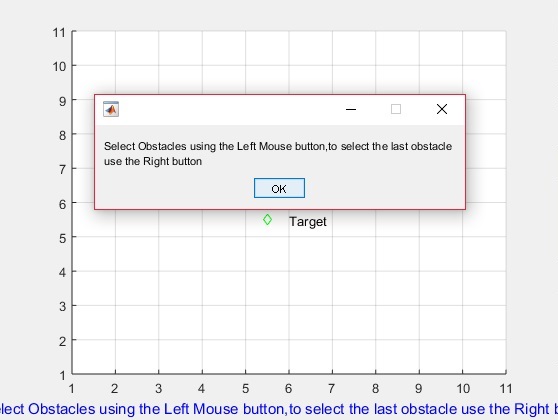 11
10
9
8
7
6
5
4
3
2
1
Select Obstacles using the Left Mouse button,to select the last obstacle
use the Right button
OK
Target
1 2 3 4 5 6 7 8 9 10 11
Obstacles using the Left Mouse button,to select the last obstacle use the Right